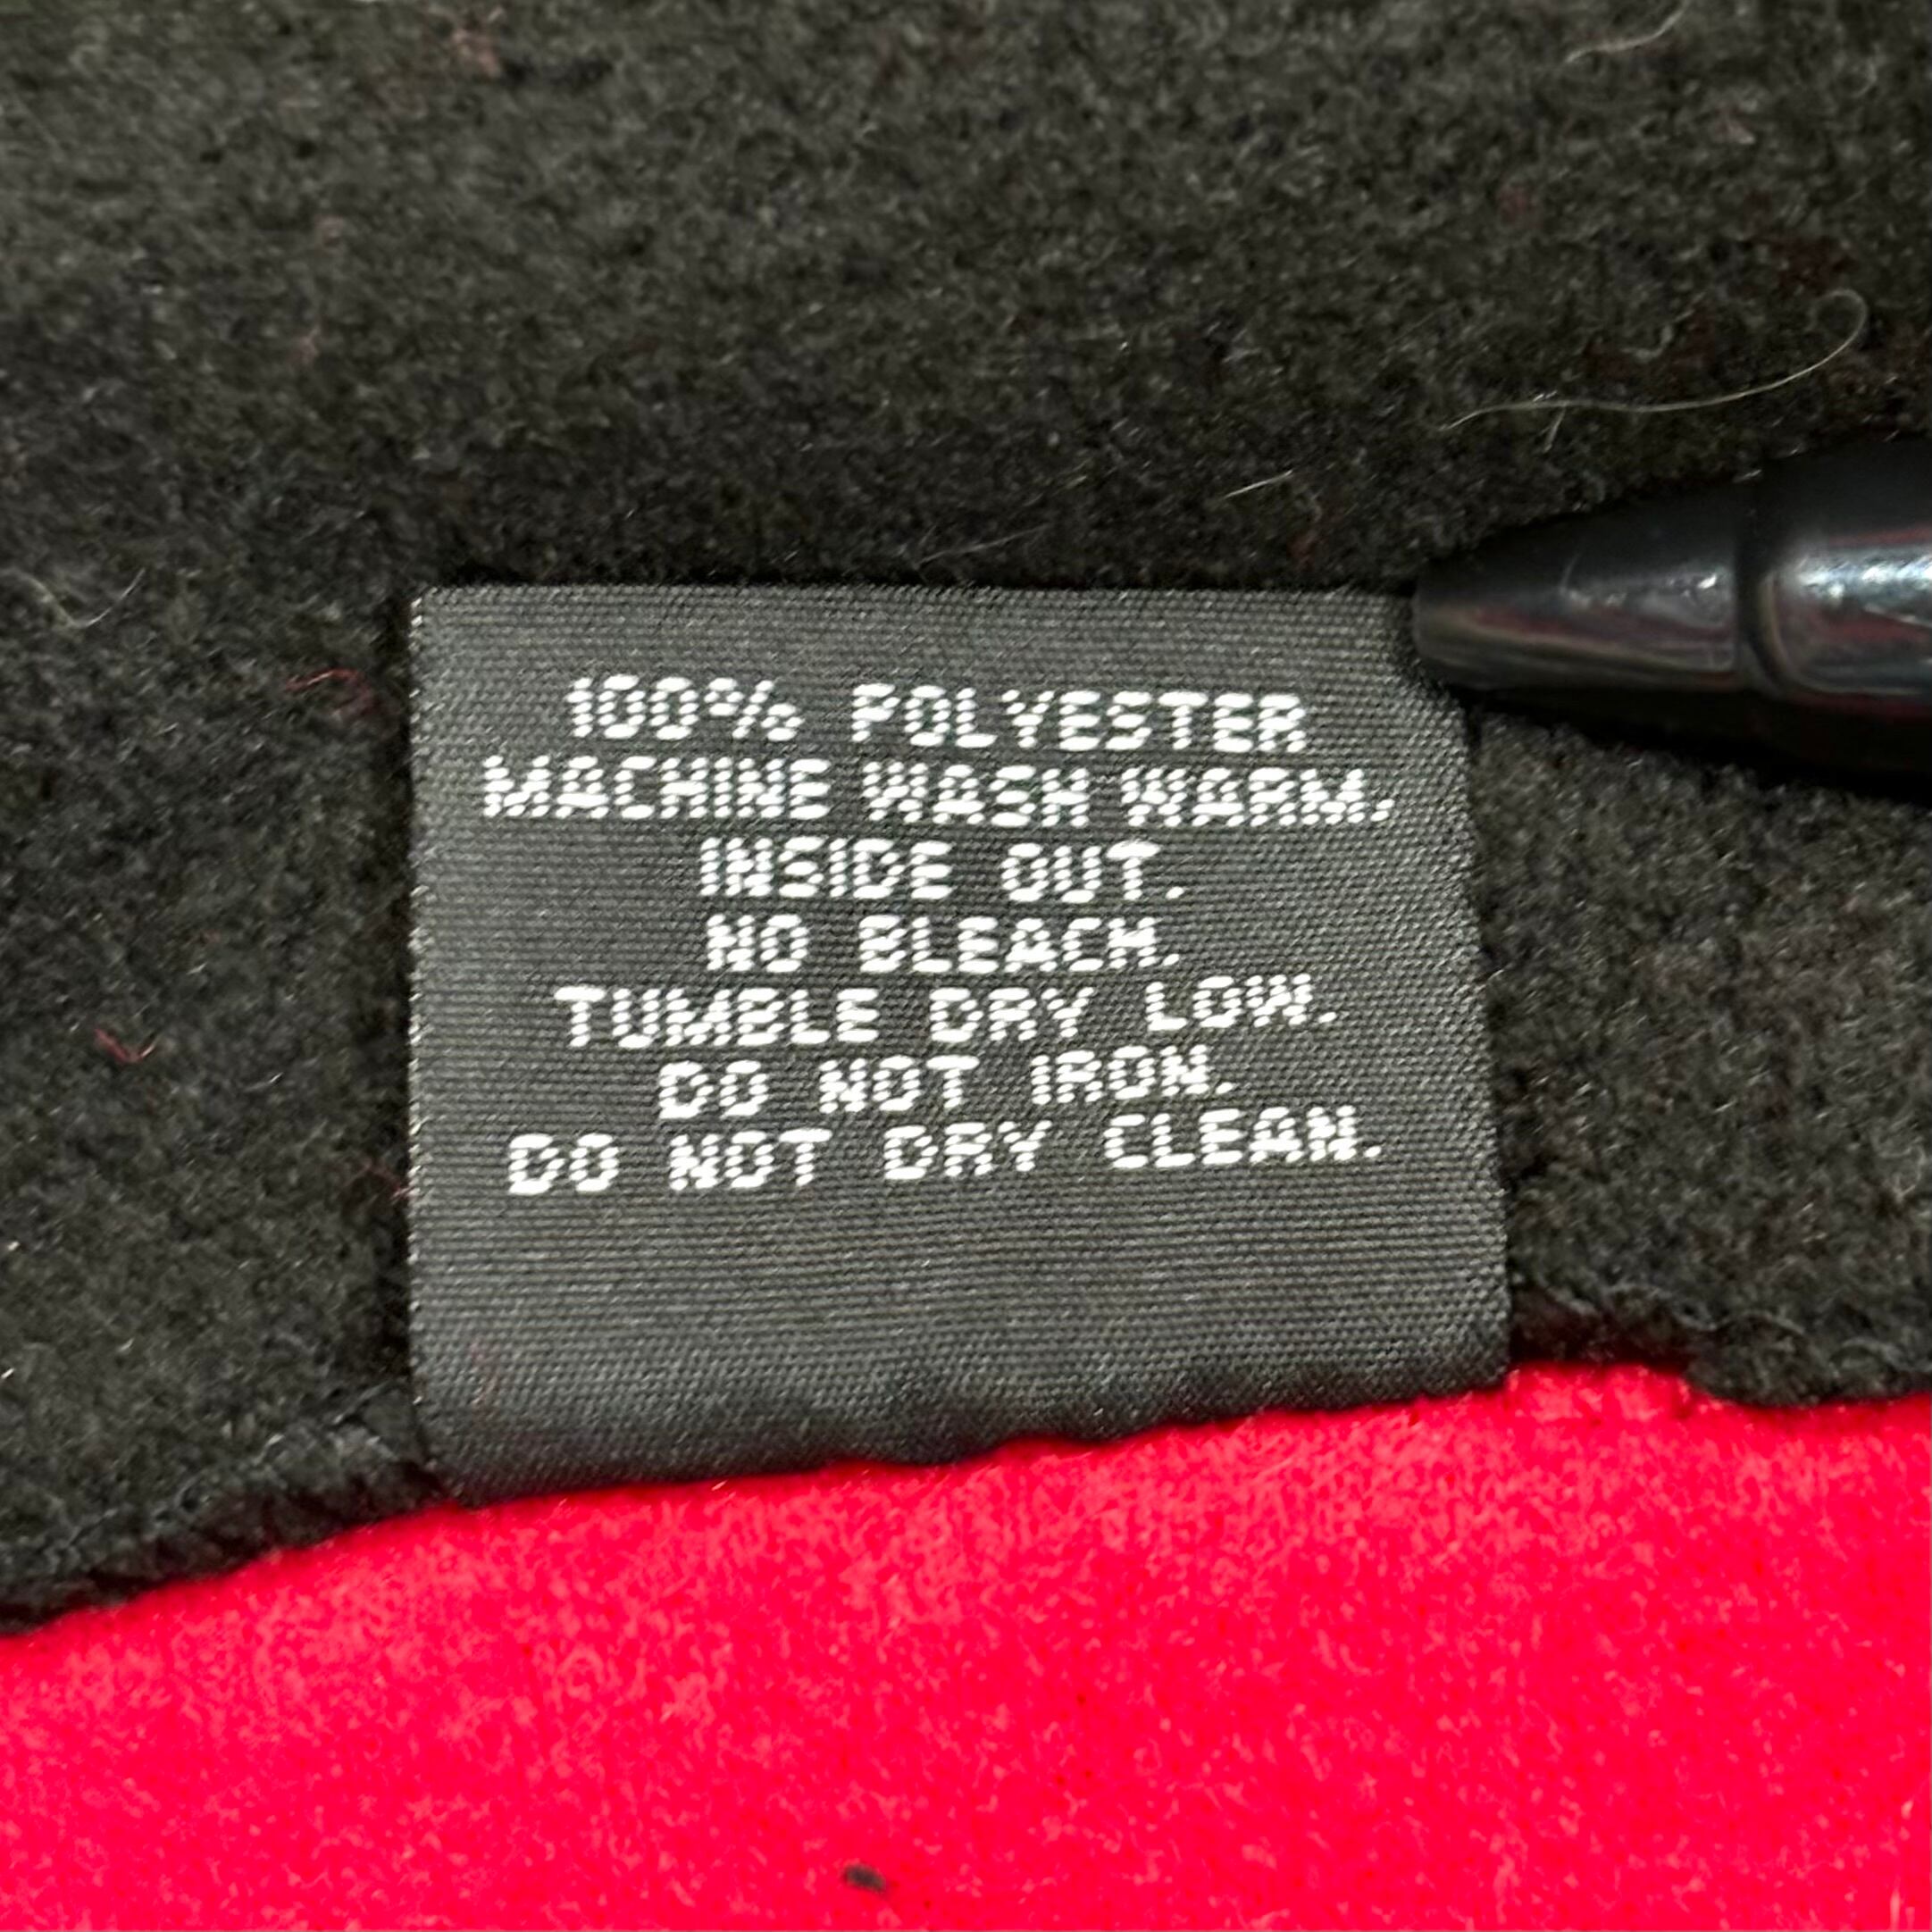 100% POLYESTER
MACHINE WASH WARM.
INSIDE OUT.
NO BLEACH.
TUMBLE DRY LOW.
DO NOT IRON.
DO NOT DRY CLEAN.